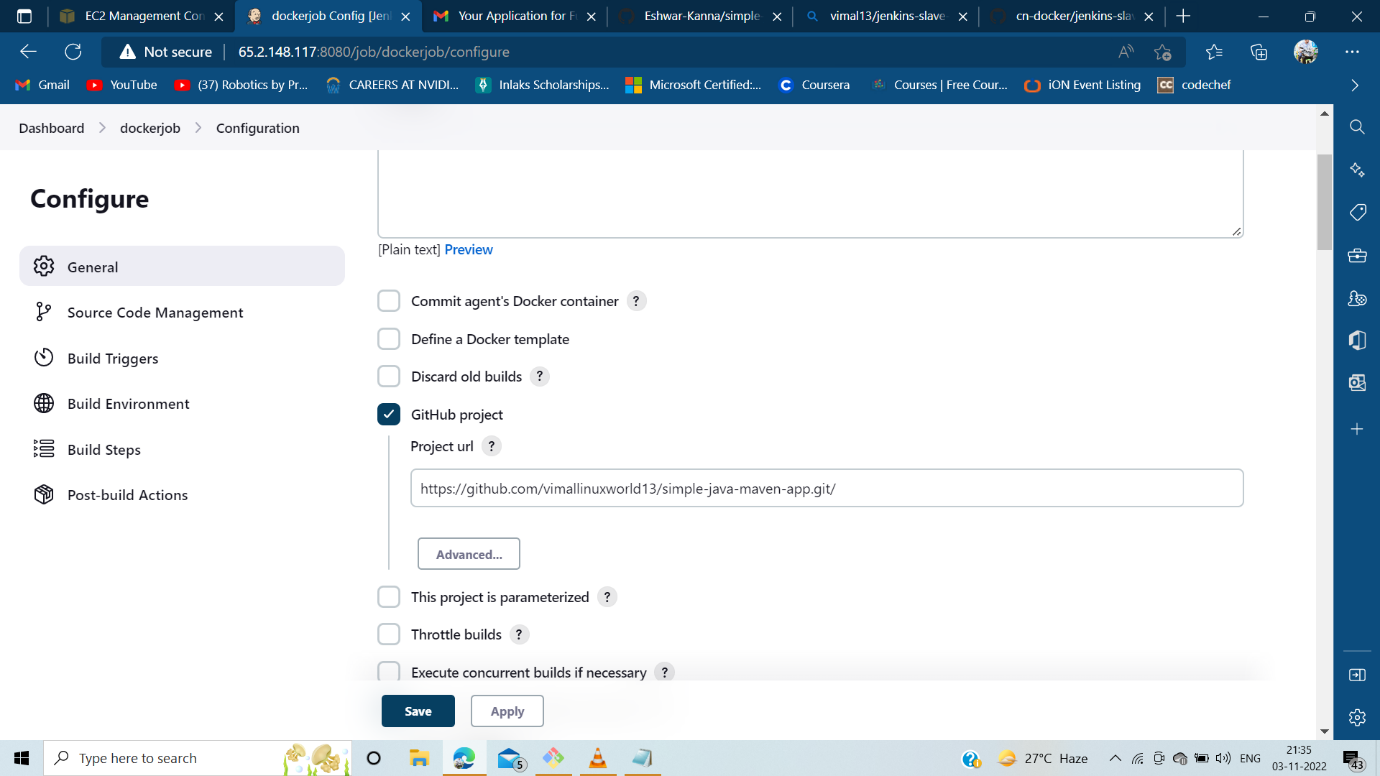 EC2 Management Con
dockerjob Config [Jen
Your Application for Fi
Eshwar-Kanna/simple-
vimal13/jenkins-slave-
cn-docker/jenkins-slav
Not secure
65.2.148.117:8080/job/dockerjob/configure
Gmail
YouTube
(37) Robotics by Pr...
CAREERS AT NVIDI...
Inlaks Scholarships...
Microsoft Certified:...
Coursera
Courses | Free Cour...
iON Event Listing
codechef
Dashboard
dockerjob
Configuration
Configure
General
Source Code Management
Build Triggers
Build Environment
Build Steps
Post-build Actions
[Plain text] Preview
Commit agent's Docker container ?
Define a Docker template
Discard old builds ?
GitHub project
Project url ?
https://github.com/vimallinuxworld13/simple-java-maven-app.git/
Advanced...
This project is parameterized ?
Throttle builds ?
Execute concurrent builds if necessary ?
Save
Apply
Type here to search
5
27°C Haze
ENG
21:35
03-11-2022
43